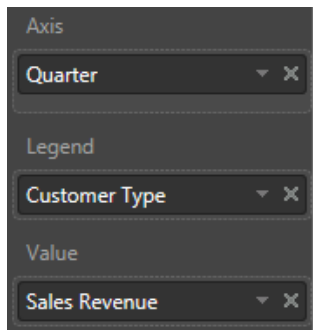 Axis
Quarter
Legend
Customer Type
Value
Sales Revenue